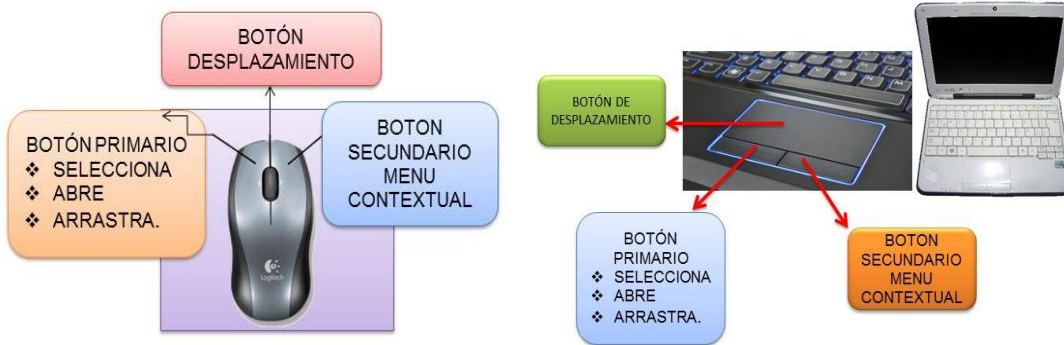 BOTÓN
DESPLAZAMIENTO
BOTÓN PRIMARIO
❖ SELECCIONA
❖ ABRE
❖ ARRASTRA.
BOTON
SECUNDARIO
MENU
CONTEXTUAL
Logitech
BOTÓN DE
DESPLAZAMIENTO
BOTÓN
PRIMARIO
❖ SELECCIONA
❖ ABRE
❖ ARRASTRA.
BOTON
SECUNDARIO
MENU
CONTEXTUAL